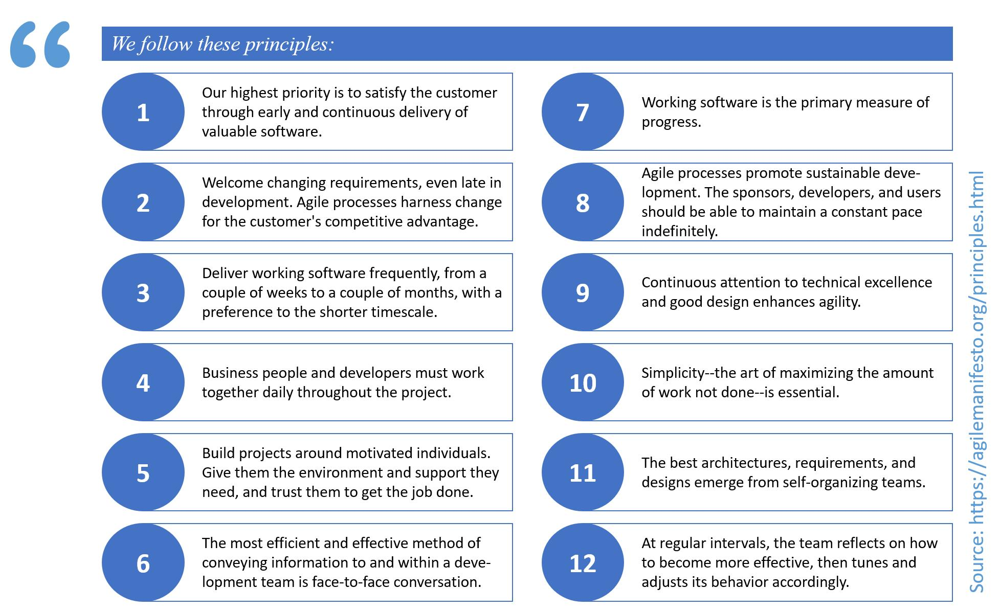 “
We follow these principles:
1
Our highest priority is to satisfy the customer
through early and continuous delivery of
valuable software.
2
Welcome changing requirements, even late in
development. Agile processes harness change
for the customer's competitive advantage.
3
Deliver working software frequently, from a
couple of weeks to a couple of months, with a
preference to the shorter timescale.
4
Business people and developers must work
together daily throughout the project.
5
Build projects around motivated individuals.
Give them the environment and support they
need, and trust them to get the job done.
6
The most efficient and effective method of
conveying information to and within a deve-
lopment team is face-to-face conversation.
7
Working software is the primary measure of
progress.
8
Agile processes promote sustainable deve-
lopment. The sponsors, developers, and users
should be able to maintain a constant pace
indefinitely.
9
Continuous attention to technical excellence
and good design enhances agility.
10
Simplicity--the art of maximizing the amount
of work not done--is essential.
11
The best architectures, requirements, and
designs emerge from self-organizing teams.
12
At regular intervals, the team reflects on how
to become more effective, then tunes and
adjusts its behavior accordingly.
Source: https://agilemanifesto.org/principles.html